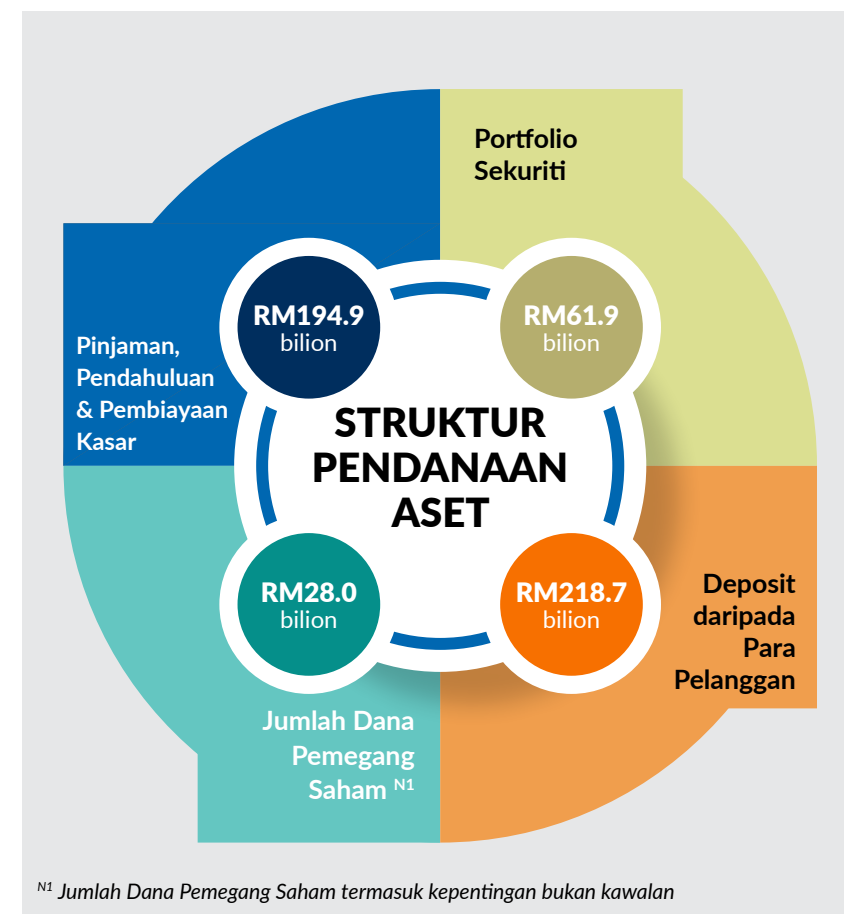 Portfolio
Sekuriti
RM194.9
bilion
RM61.9
bilion
Pinjaman,
Pendahuluan
& Pembiayaan
Kasar
STRUKTUR
PENDANAAN
ASET
RM28.0
bilion
RM218.7
bilion
Deposit
daripada
Para
Pelanggan
Jumlah Dana
Pemegang
Saham N1
N1 Jumlah Dana Pemegang Saham termasuk kepentingan bukan kawalan